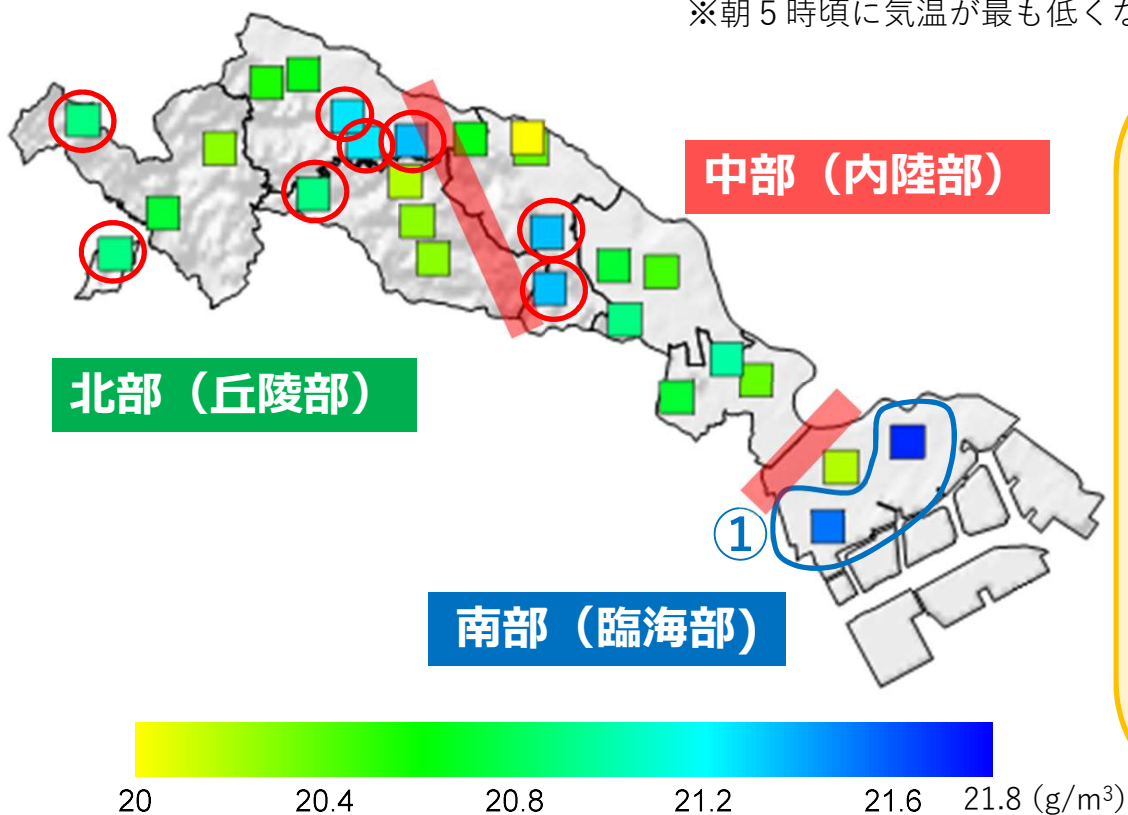 ※朝5時頃に気温が最も低くな
中部（内陸部）
北部（丘陵部）
①
南部（臨海部)
20 20.4 20.8 21.2 21.6 21.8 (g/m³)